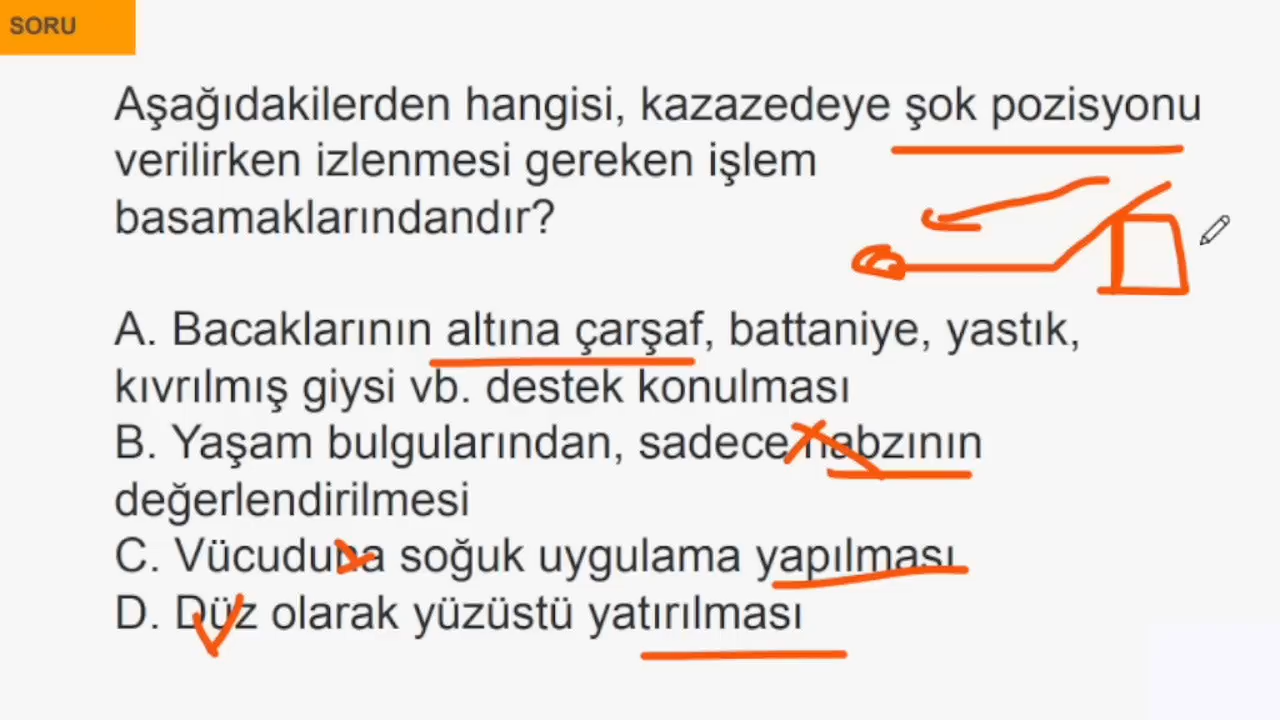 SORU
Aşağıdakilerden hangisi, kazazedeye şok pozisyonu
verilirken izlenmesi gereken işlem
basamaklarındandır?
A. Bacaklarının altına çarşaf, battaniye, yastık,
kıvrılmış giysi vb. destek konulması
B. Yaşam bulgularından, sadece nabzının
değerlendirilmesi
C. Vücuduna soğuk uygulama yapılması
D. Düz olarak yüzüstü yatırılması